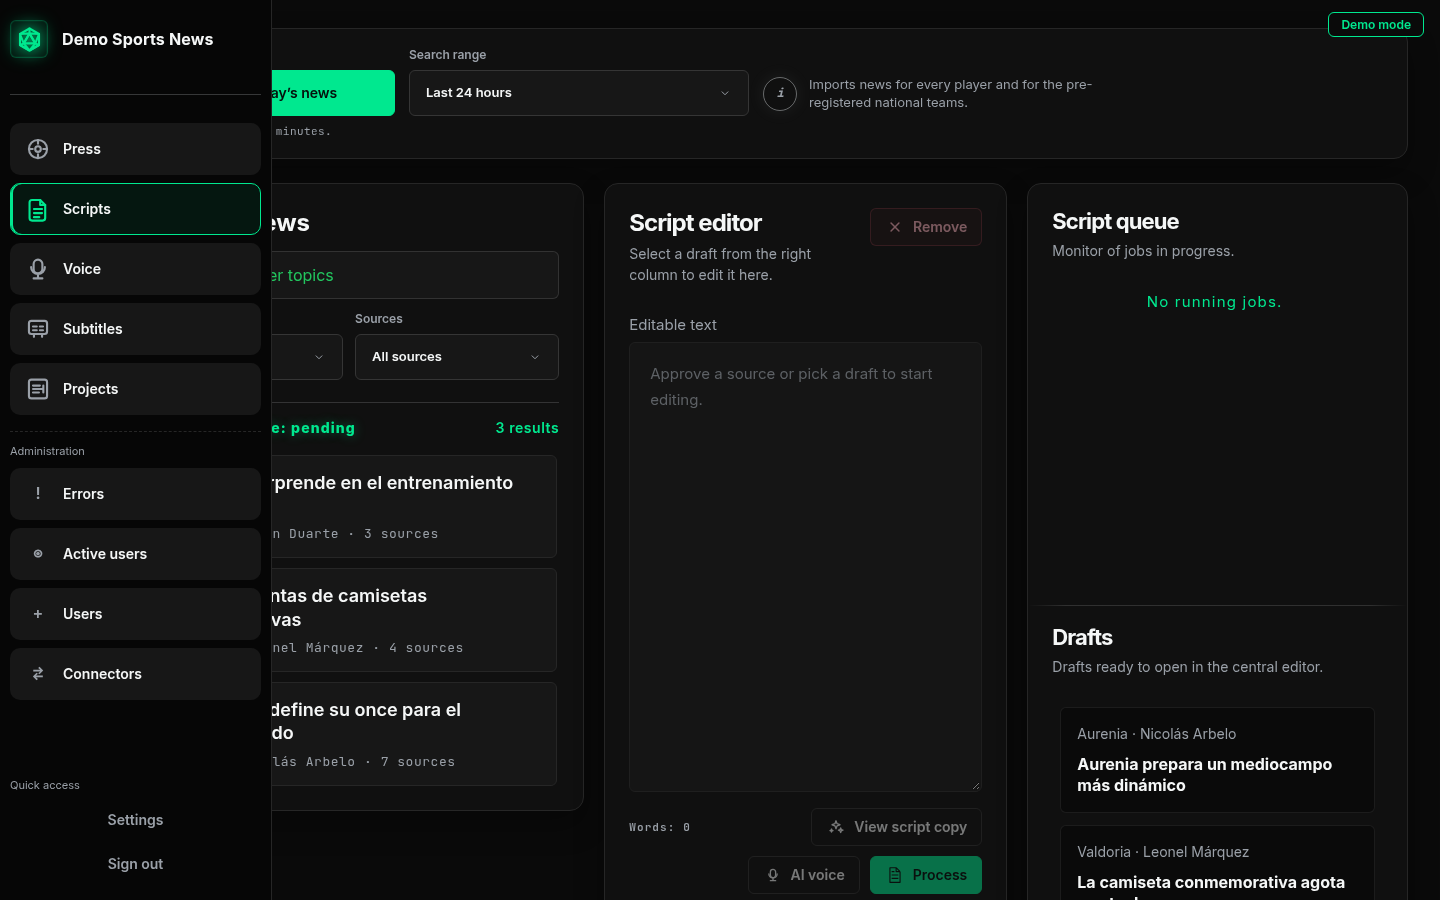 Demo Sports News
Press
Scripts
Voice
Subtitles
Projects
Administration
Errors
Active users
Users
Connectors
Quick access
Settings
Sign out
Demo mode
Search range
ay's news
Last 24 hours
i
Imports news for every player and for the pre-
registered national teams.
minutes.
ews
er topics
Sources
All sources
e: pending
3 results
rprende en el entrenamiento
n Duarte · 3 sources
ntas de camisetas
vas
nel Márquez · 4 sources
define su once para el
do
lás Arbelo · 7 sources
Script editor
Remove
Select a draft from the right
column to edit it here.
Editable text
Approve a source or pick a draft to start
editing.
Words: 0
View script copy
AI voice
Process
Script queue
Monitor of jobs in progress.
No running jobs.
Drafts
Drafts ready to open in the central editor.
Aurenia · Nicolás Arbelo
Aurenia prepara un mediocampo
más dinámico
Valdoria · Leonel Márquez
La camiseta conmemorativa agota